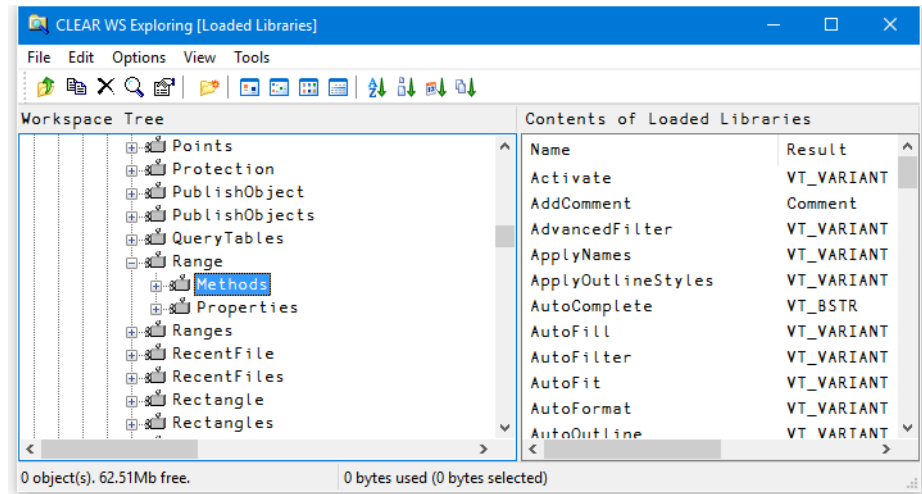 CLEAR WS Exploring [Loaded Libraries]
File Edit Options View Tools
Workspace Tree
Points
Protection
PublishObject
PublishObjects
QueryTables
Range
Methods
Properties
Ranges
RecentFile
RecentFiles
Rectangle
Rectangles
Contents of Loaded Libraries
Name Result
Activate VT_VARIANT
AddComment Comment
AdvancedFilter VT_VARIANT
ApplyNames VT_VARIANT
ApplyOutlineStyles VT_VARIANT
AutoComplete VT_BSTR
AutoFill VT_VARIANT
AutoFilter VT_VARIANT
AutoFit VT_VARIANT
AutoFormat VT_VARIANT
AutoOutline VT_VARIANT
0 object(s). 62.51Mb free. 0 bytes used (0 bytes selected)